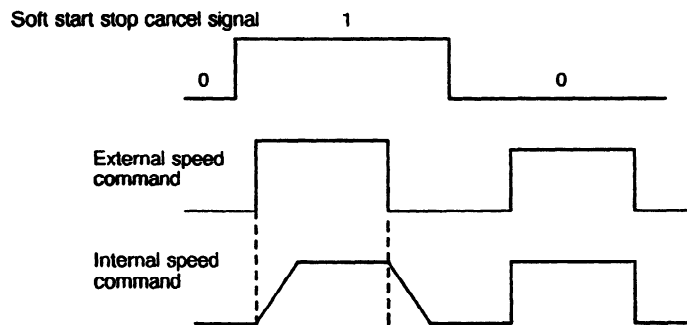 Soft start stop cancel signal 1
0
0
External speed
command
Internal speed
command